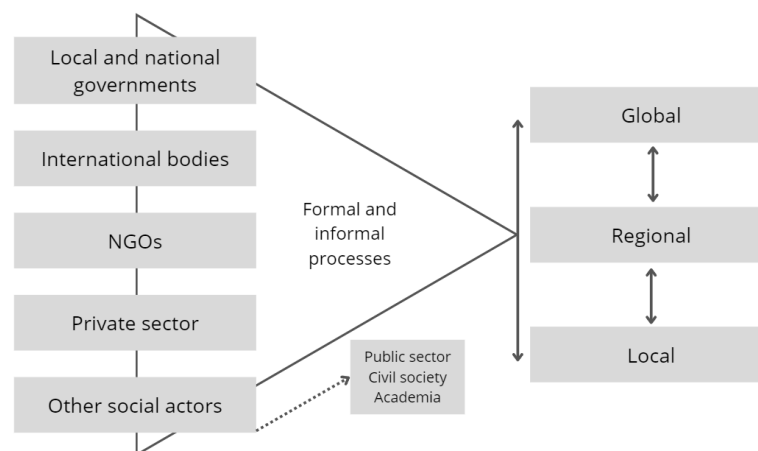 Local and national
governments
International bodies
NGOs
Private sector
Other social actors
Formal and
informal
processes
Public sector
Civil society
Academia
Global
Regional
Local